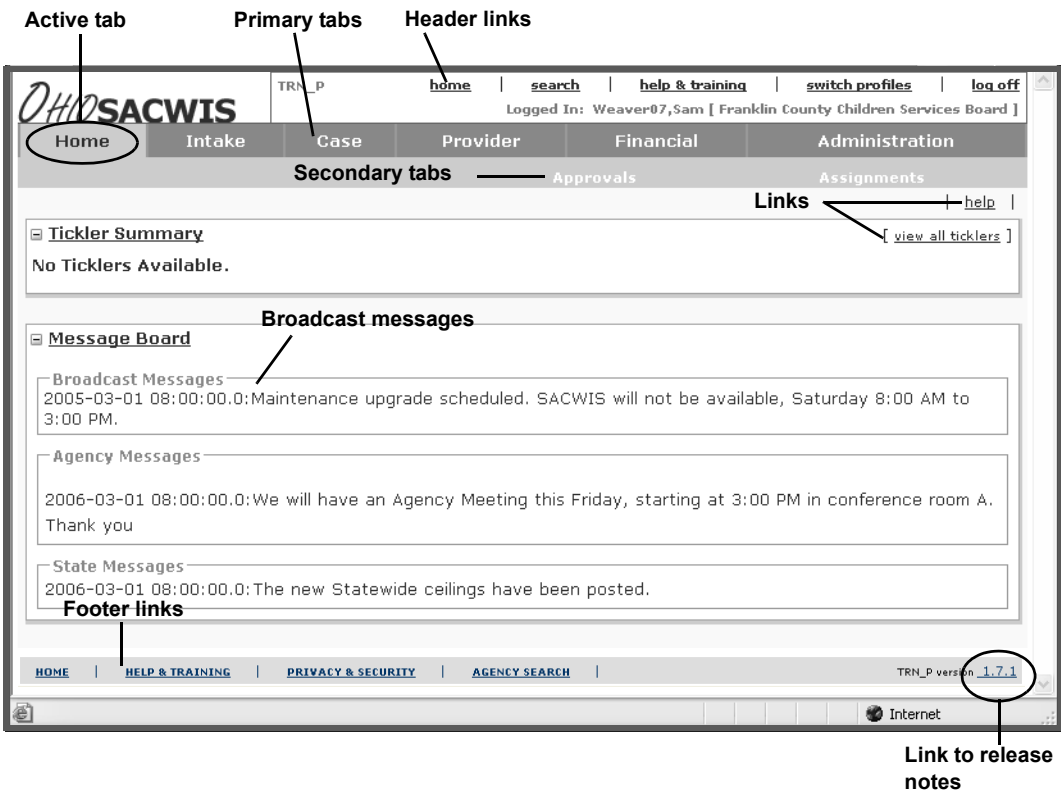 Active tab Primary tabs Header links
OHIO SACWIS
TRN_P home | search | help & training | switch profiles | log off
Logged In: Weaver07,Sam [ Franklin County Children Services Board ]
Home Intake Case Provider Financial Administration
Secondary tabs Approvals Assignments
Links | help |
Tickler Summary [ view all ticklers ]
No Ticklers Available.
Broadcast messages
Message Board
Broadcast Messages
2005-03-01 08:00:00.0:Maintenance upgrade scheduled. SACWIS will not be available, Saturday 8:00 AM to
3:00 PM.
Agency Messages
2006-03-01 08:00:00.0:We will have an Agency Meeting this Friday, starting at 3:00 PM in conference room A.
Thank you
State Messages
2006-03-01 08:00:00.0:The new Statewide ceilings have been posted.
Footer links
HOME | HELP & TRAINING | PRIVACY & SECURITY | AGENCY SEARCH | TRN_P version 1.7.1
Internet
Link to release
notes